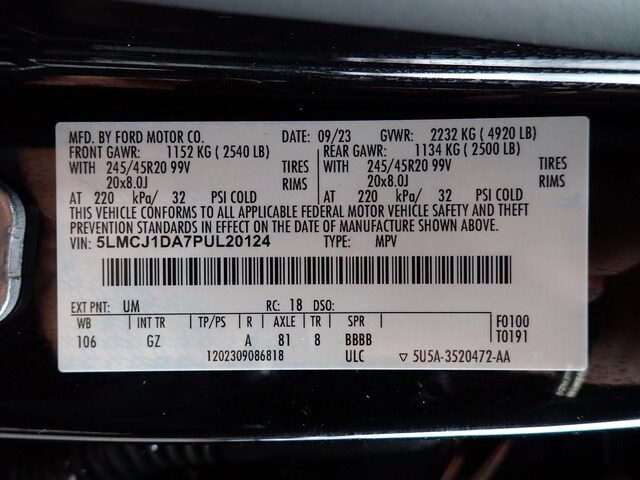 MFD. BY FORD MOTOR CO. DATE: 09/23 GVWR: 2232 KG ( 4920 LB)
FRONT GAWR: 1152 KG ( 2540 LB) REAR GAWR: 1134 KG ( 2500 LB)
WITH 245/45R20 99V TIRES WITH 245/45R20 99V TIRES
20x8.0J RIMS 20x8.0J RIMS
AT 220 kPa/ 32 PSI COLD AT 220 kPa/ 32 PSI COLD
THIS VEHICLE CONFORMS TO ALL APPLICABLE FEDERAL MOTOR VEHICLE SAFETY AND THEFT
PREVENTION STANDARDS IN EFFECT ON THE DATE OF MANUFACTURE SHOWN ABOVE.
VIN: 5LMCJ1DA7PUL20124 TYPE: MPV
EXT PNT: UM RC: 18 DSO:
WB INT TR TP/PS R AXLE TR SPR F0100
106 GZ A 81 8 BBBB T0191
1202309086818 ULC ▽ 5U5A-3520472-AA